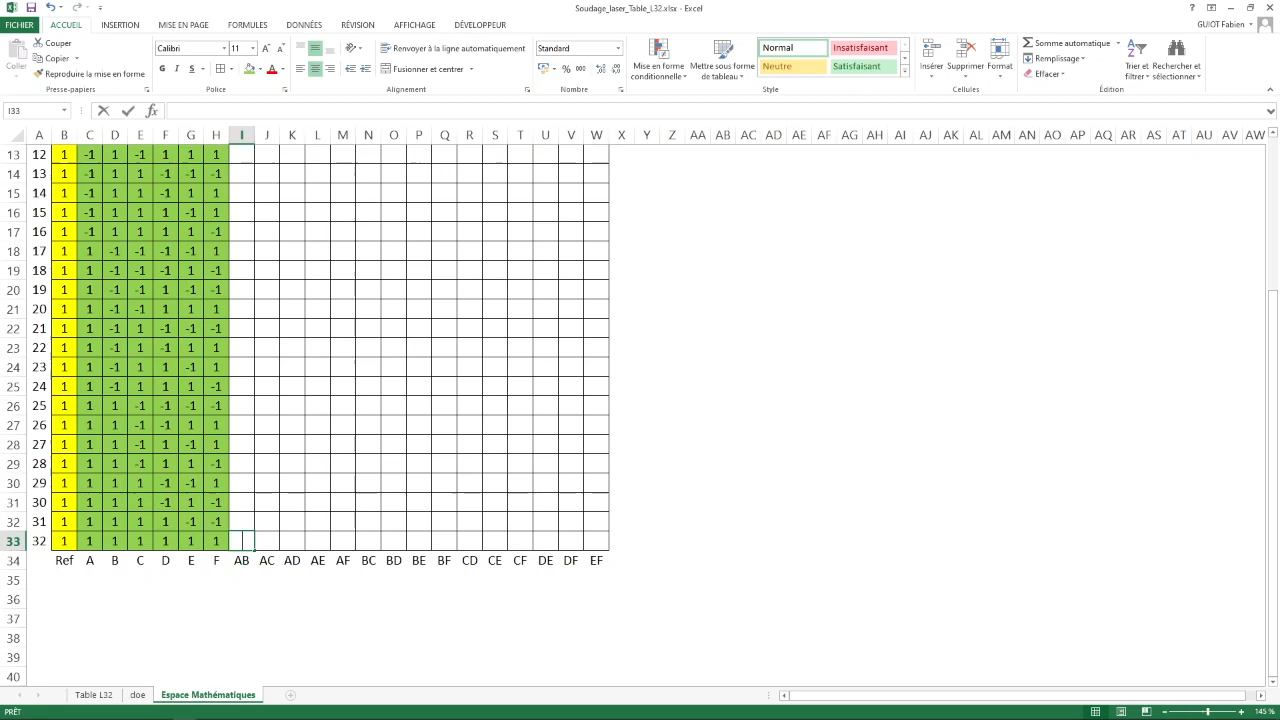 Soudage_laser_Table_L32.xlsx - Excel
FICHIER ACCUEIL INSERTION MISE EN PAGE FORMULES DONNÉES RÉVISION AFFICHAGE DÉVELOPPEUR GUIOT Fabien
Coller Couper Copier Reproduire la mise en forme
Calibri 11 G I S
Renvoyer à la ligne automatiquement
Fusionner et centrer
Standard % 000
Mise en forme conditionnelle Mettre sous forme de tableau
Normal Insatisfaisant
Neutre Satisfaisant
Insérer Supprimer Format
Somme automatique
Remplissage
Effacer
Trier et filtrer Rechercher et sélectionner
Presse-papiers Police Alignement Nombre Style Cellules Édition
I33 fx
A B C D E F G H I J K L M N O P Q R S T U V W X Y Z AA AB AC AD AE AF AG AH AI AJ AK AL AM AN AO AP AQ AR AS AT AU AV AW
13 12 1 -1 1 -1 1 1 1
14 13 1 -1 1 1 -1 -1 -1
15 14 1 -1 1 1 -1 1 1
16 15 1 -1 1 1 1 -1 1
17 16 1 -1 1 1 1 1 -1
18 17 1 1 -1 -1 -1 -1 1
19 18 1 1 -1 -1 -1 1 -1
20 19 1 1 -1 -1 1 -1 -1
21 20 1 1 -1 -1 1 1 1
22 21 1 1 -1 1 -1 -1 -1
23 22 1 1 -1 1 -1 1 1
24 23 1 1 -1 1 1 -1 1
25 24 1 1 -1 1 1 1 -1
26 25 1 1 1 -1 -1 -1 -1
27 26 1 1 1 -1 -1 1 1
28 27 1 1 1 -1 1 -1 1
29 28 1 1 1 -1 1 1 -1
30 29 1 1 1 1 -1 -1 1
31 30 1 1 1 1 -1 1 -1
32 31 1 1 1 1 1 -1 -1
33 32 1 1 1 1 1 1 1
34 Ref A B C D E F AB AC AD AE AF BC BD BE BF CD CE CF DE DF EF
35
36
37
38
39
40
Table L32 doe Espace Mathématiques
PRÊT 145 %